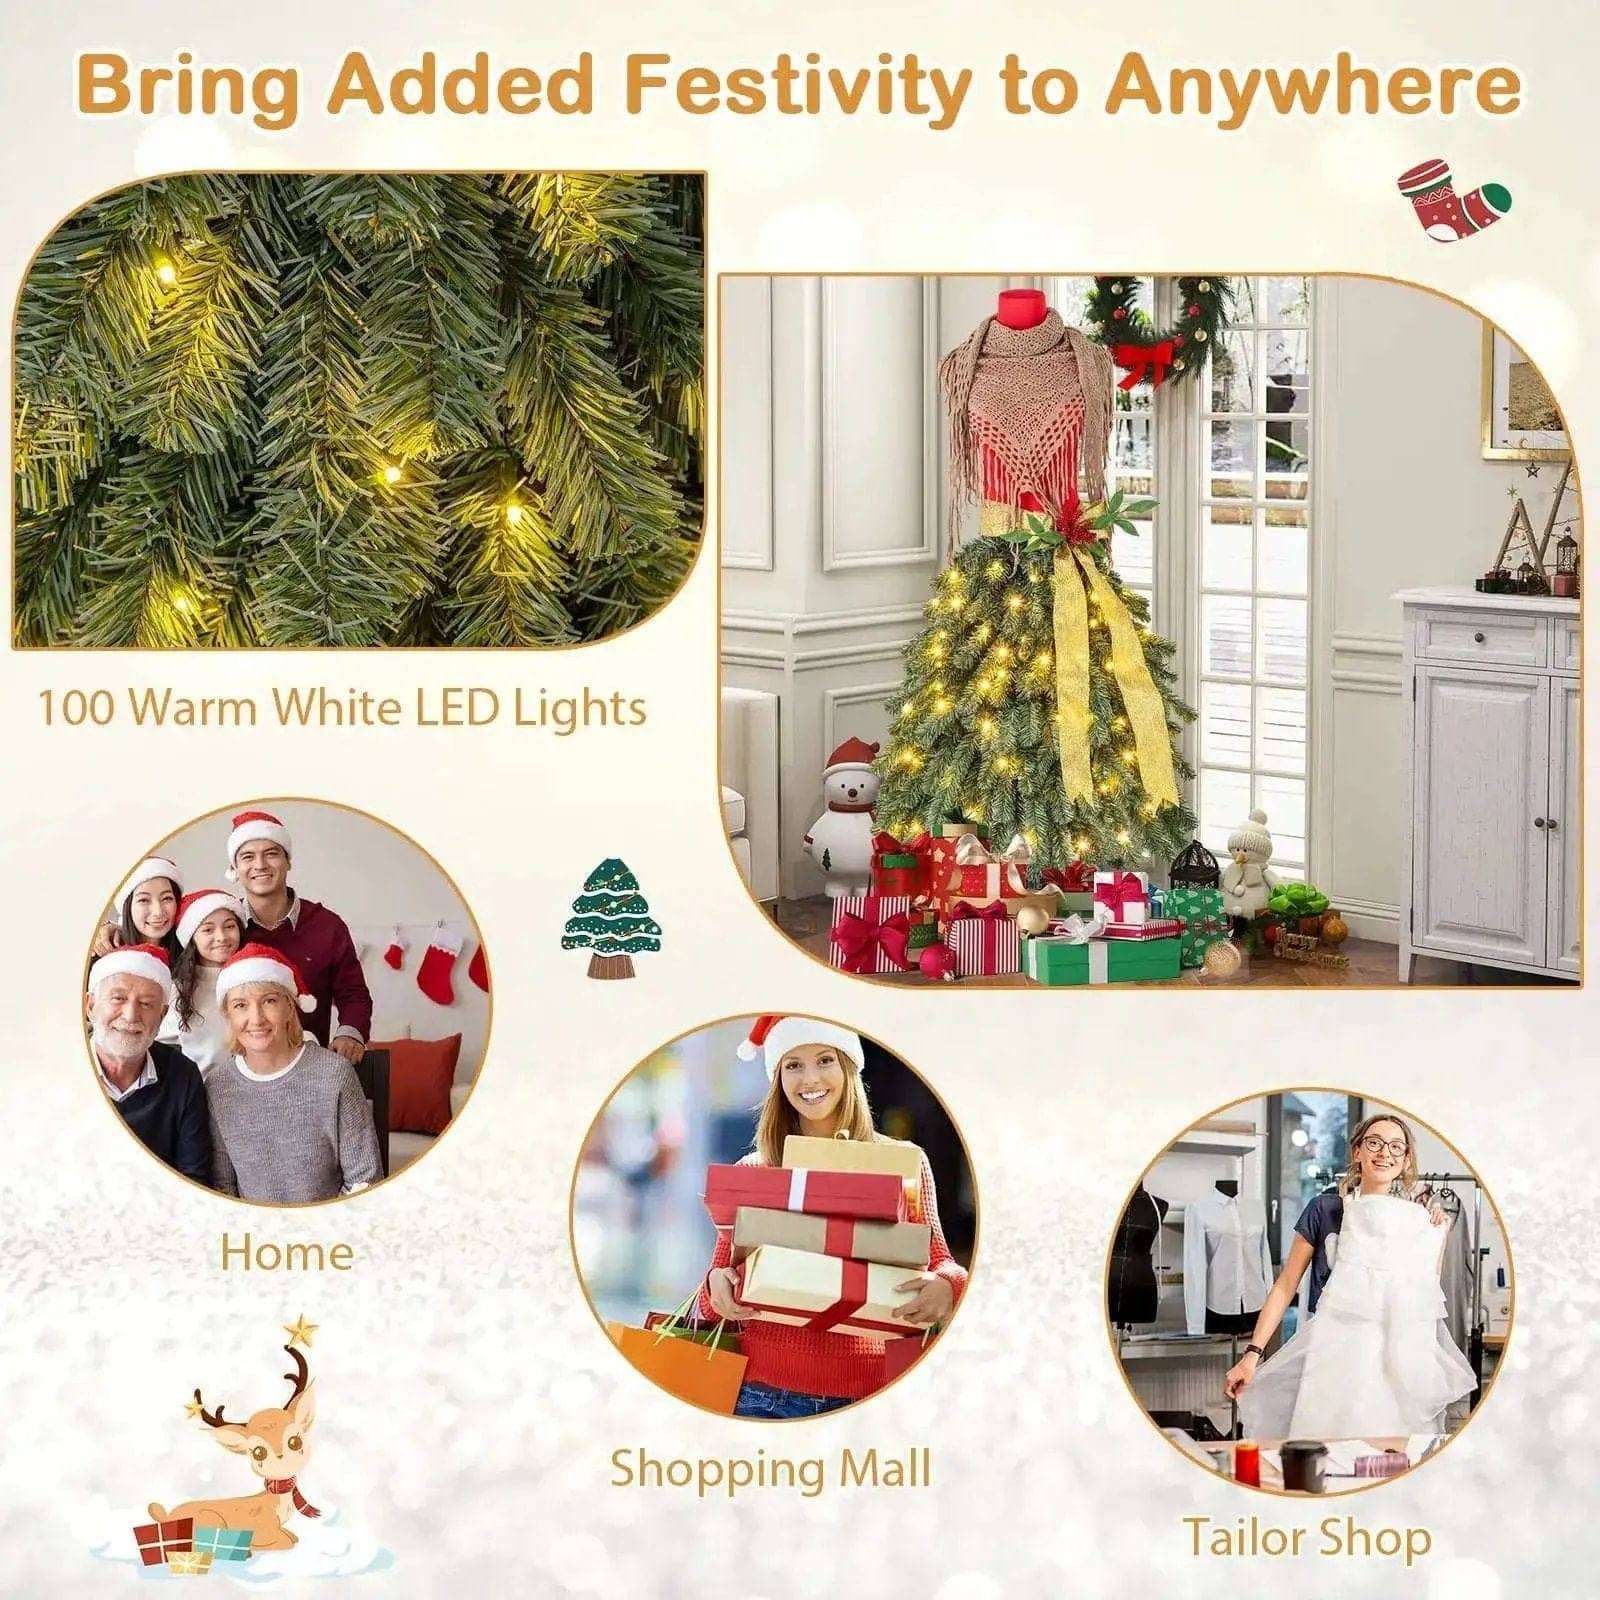 Bring Added Festivity to Anywhere
100 Warm White LED Lights
Home
Shopping Mall
Tailor Shop